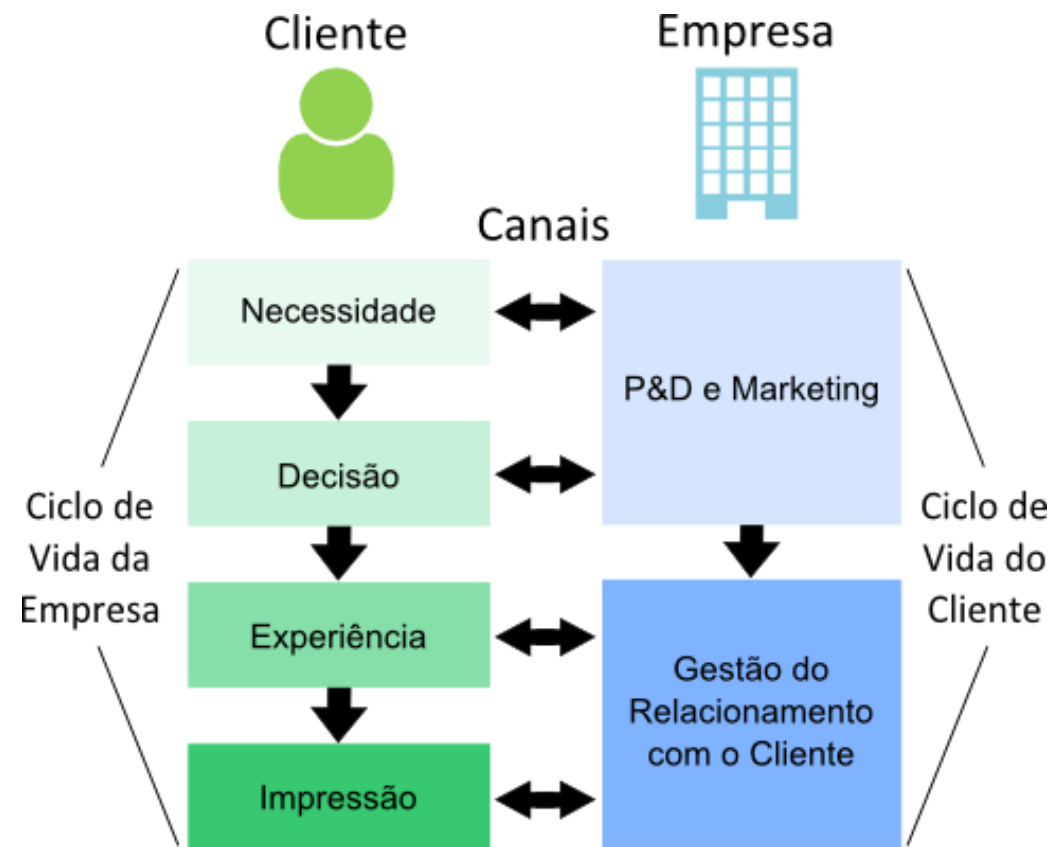 Cliente
Empresa
Canais
Necessidade
P&D e Marketing
Decisão
Ciclo de
Vida da
Empresa
Ciclo de
Vida do
Cliente
Experiência
Gestão do
Relacionamento
com o Cliente
Impressão